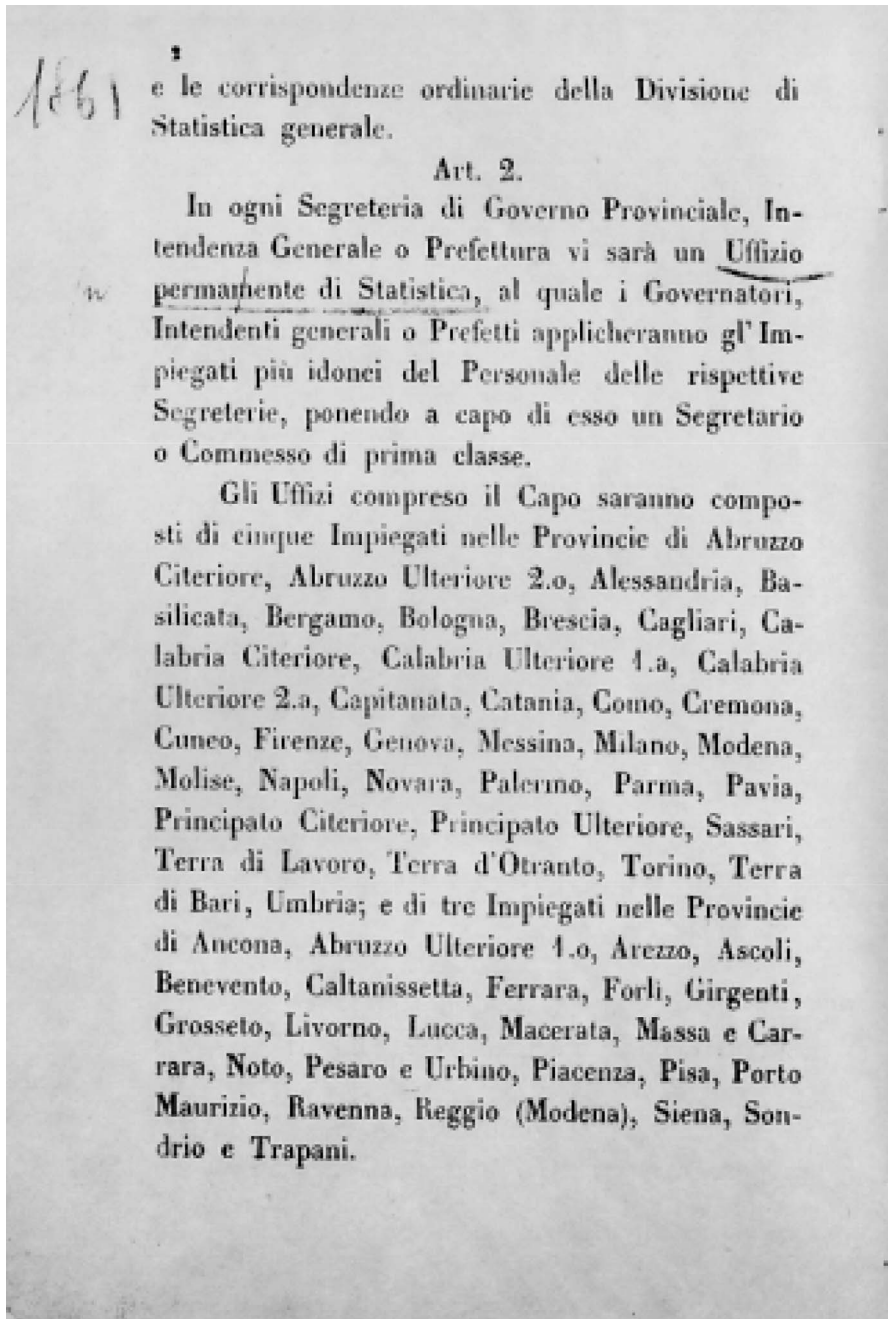 2
1861
e le corrispondenze ordinarie della Divisione di
Statistica generale.
Art. 2.
In ogni Segreteria di Governo Provinciale, In-
tendenza Generale o Prefettura vi sarà un Uffizio
n
permamente di Statistica, al quale i Governatori,
Intendenti generali o Prefetti applicheranno gl' Im-
piegati più idonei del Personale delle rispettive
Segreterie, ponendo a capo di esso un Segretario
o Commesso di prima classe.
Gli Uffizi compreso il Capo saranno compo-
sti di cinque Impiegati nelle Provincie di Abruzzo
Citeriore, Abruzzo Ulteriore 2.o, Alessandria, Ba-
silicata, Bergamo, Bologna, Brescia, Cagliari, Ca-
labria Citeriore, Calabria Ulteriore 1.a, Calabria
Ulteriore 2.a, Capitanata, Catania, Como, Cremona,
Cuneo, Firenze, Genova, Messina, Milano, Modena,
Molise, Napoli, Novara, Palermo, Parma, Pavia,
Principato Citeriore, Principato Ulteriore, Sassari,
Terra di Lavoro, Terra d'Otranto, Torino, Terra
di Bari, Umbria; e di tre Impiegati nelle Provincie
di Ancona, Abruzzo Ulteriore 1.o, Arezzo, Ascoli,
Benevento, Caltanissetta, Ferrara, Forlì, Girgenti,
Grosseto, Livorno, Lucca, Macerata, Massa e Car-
rara, Noto, Pesaro e Urbino, Piacenza, Pisa, Porto
Maurizio, Ravenna, Reggio (Modena), Siena, Son-
drio e Trapani.